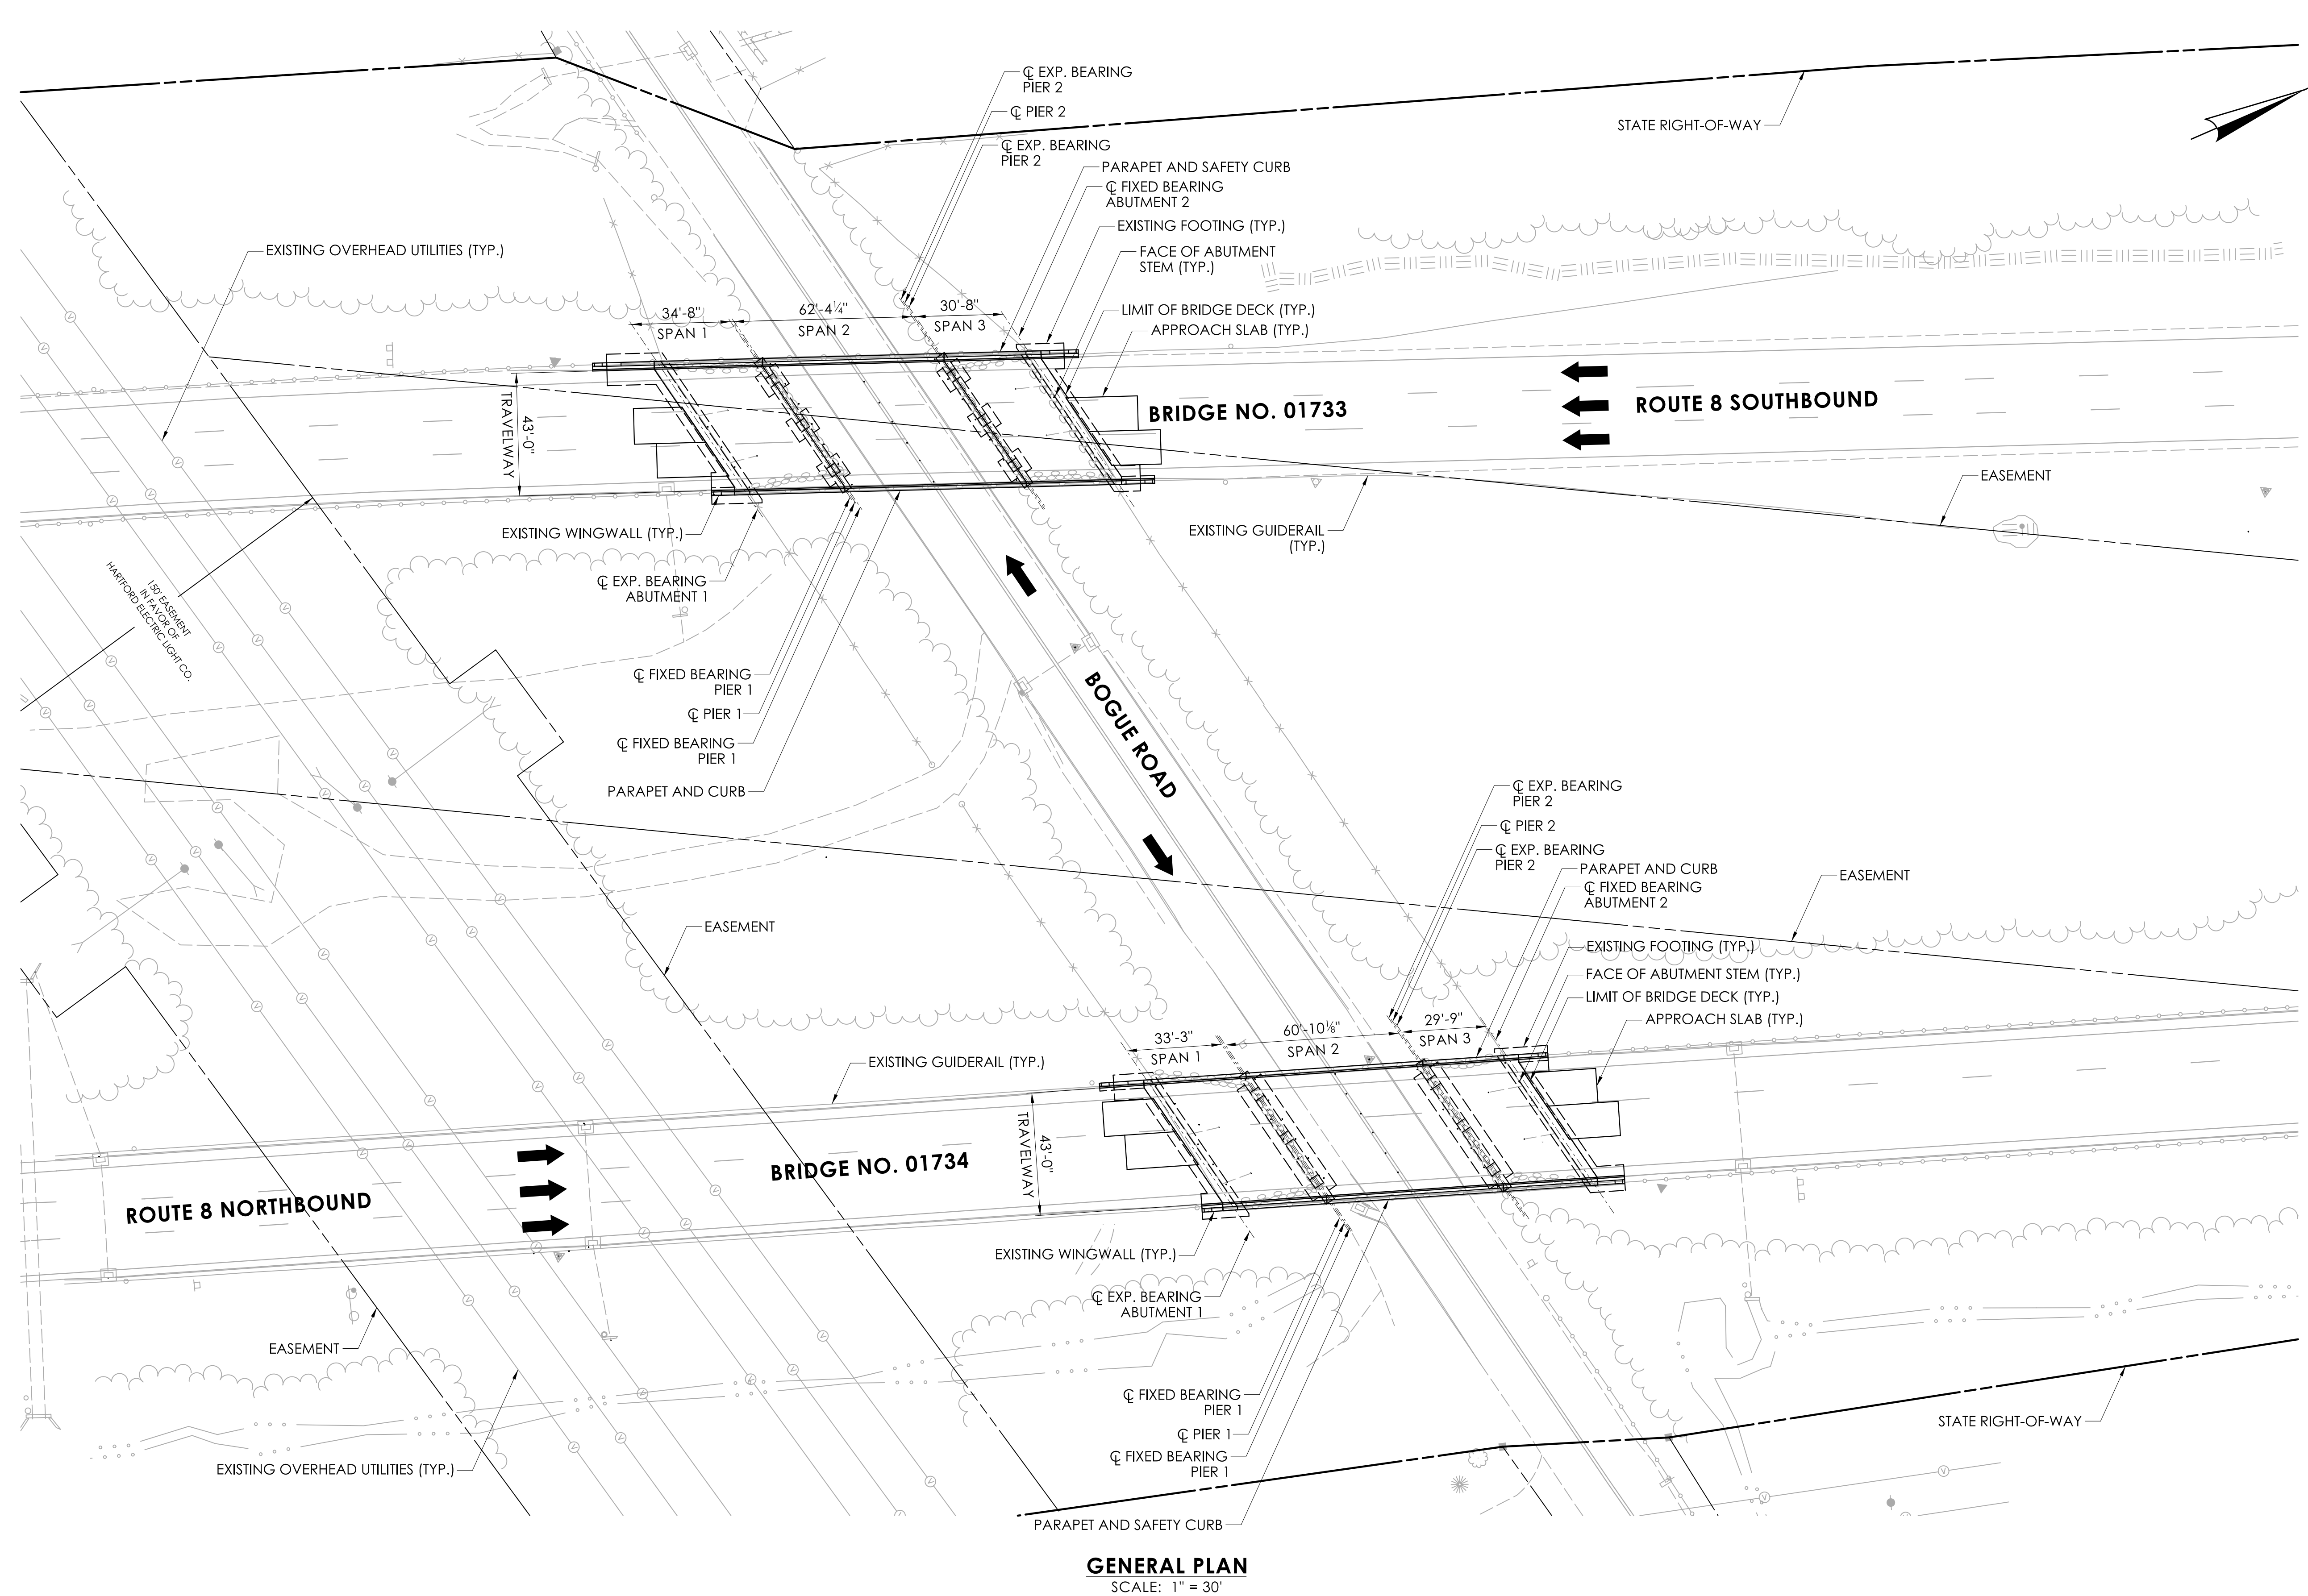 ℄ EXP. BEARING
PIER 2
℄ PIER 2
℄ EXP. BEARING
PIER 2
STATE RIGHT-OF-WAY
PARAPET AND SAFETY CURB
℄ FIXED BEARING
ABUTMENT 2
EXISTING FOOTING (TYP.)
FACE OF ABUTMENT
STEM (TYP.)
EXISTING OVERHEAD UTILITIES (TYP.)
LIMIT OF BRIDGE DECK (TYP.)
APPROACH SLAB (TYP.)
34'-8"
SPAN 1
62'-4¼"
SPAN 2
30'-8"
SPAN 3
43'-0"
TRAVELWAY
BRIDGE NO. 01733
ROUTE 8 SOUTHBOUND
EASEMENT
EXISTING WINGWALL (TYP.)
EXISTING GUIDERAIL
(TYP.)
℄ EXP. BEARING
ABUTMENT 1
150' EASEMENT
IN FAVOR OF
HARTFORD ELECTRIC LIGHT CO.
℄ FIXED BEARING
PIER 1
℄ PIER 1
℄ FIXED BEARING
PIER 1
PARAPET AND CURB
BOGUE ROAD
℄ EXP. BEARING
PIER 2
℄ PIER 2
℄ EXP. BEARING
PIER 2
PARAPET AND CURB
℄ FIXED BEARING
ABUTMENT 2
EASEMENT
EASEMENT
EXISTING FOOTING (TYP.)
FACE OF ABUTMENT STEM (TYP.)
LIMIT OF BRIDGE DECK (TYP.)
APPROACH SLAB (TYP.)
33'-3"
SPAN 1
60'-10⅛"
SPAN 2
29'-9"
SPAN 3
EXISTING GUIDERAIL (TYP.)
43'-0"
TRAVELWAY
BRIDGE NO. 01734
ROUTE 8 NORTHBOUND
EXISTING WINGWALL (TYP.)
℄ EXP. BEARING
ABUTMENT 1
EASEMENT
℄ FIXED BEARING
PIER 1
℄ PIER 1
℄ FIXED BEARING
PIER 1
STATE RIGHT-OF-WAY
EXISTING OVERHEAD UTILITIES (TYP.)
PARAPET AND SAFETY CURB
GENERAL PLAN
SCALE: 1" = 30'